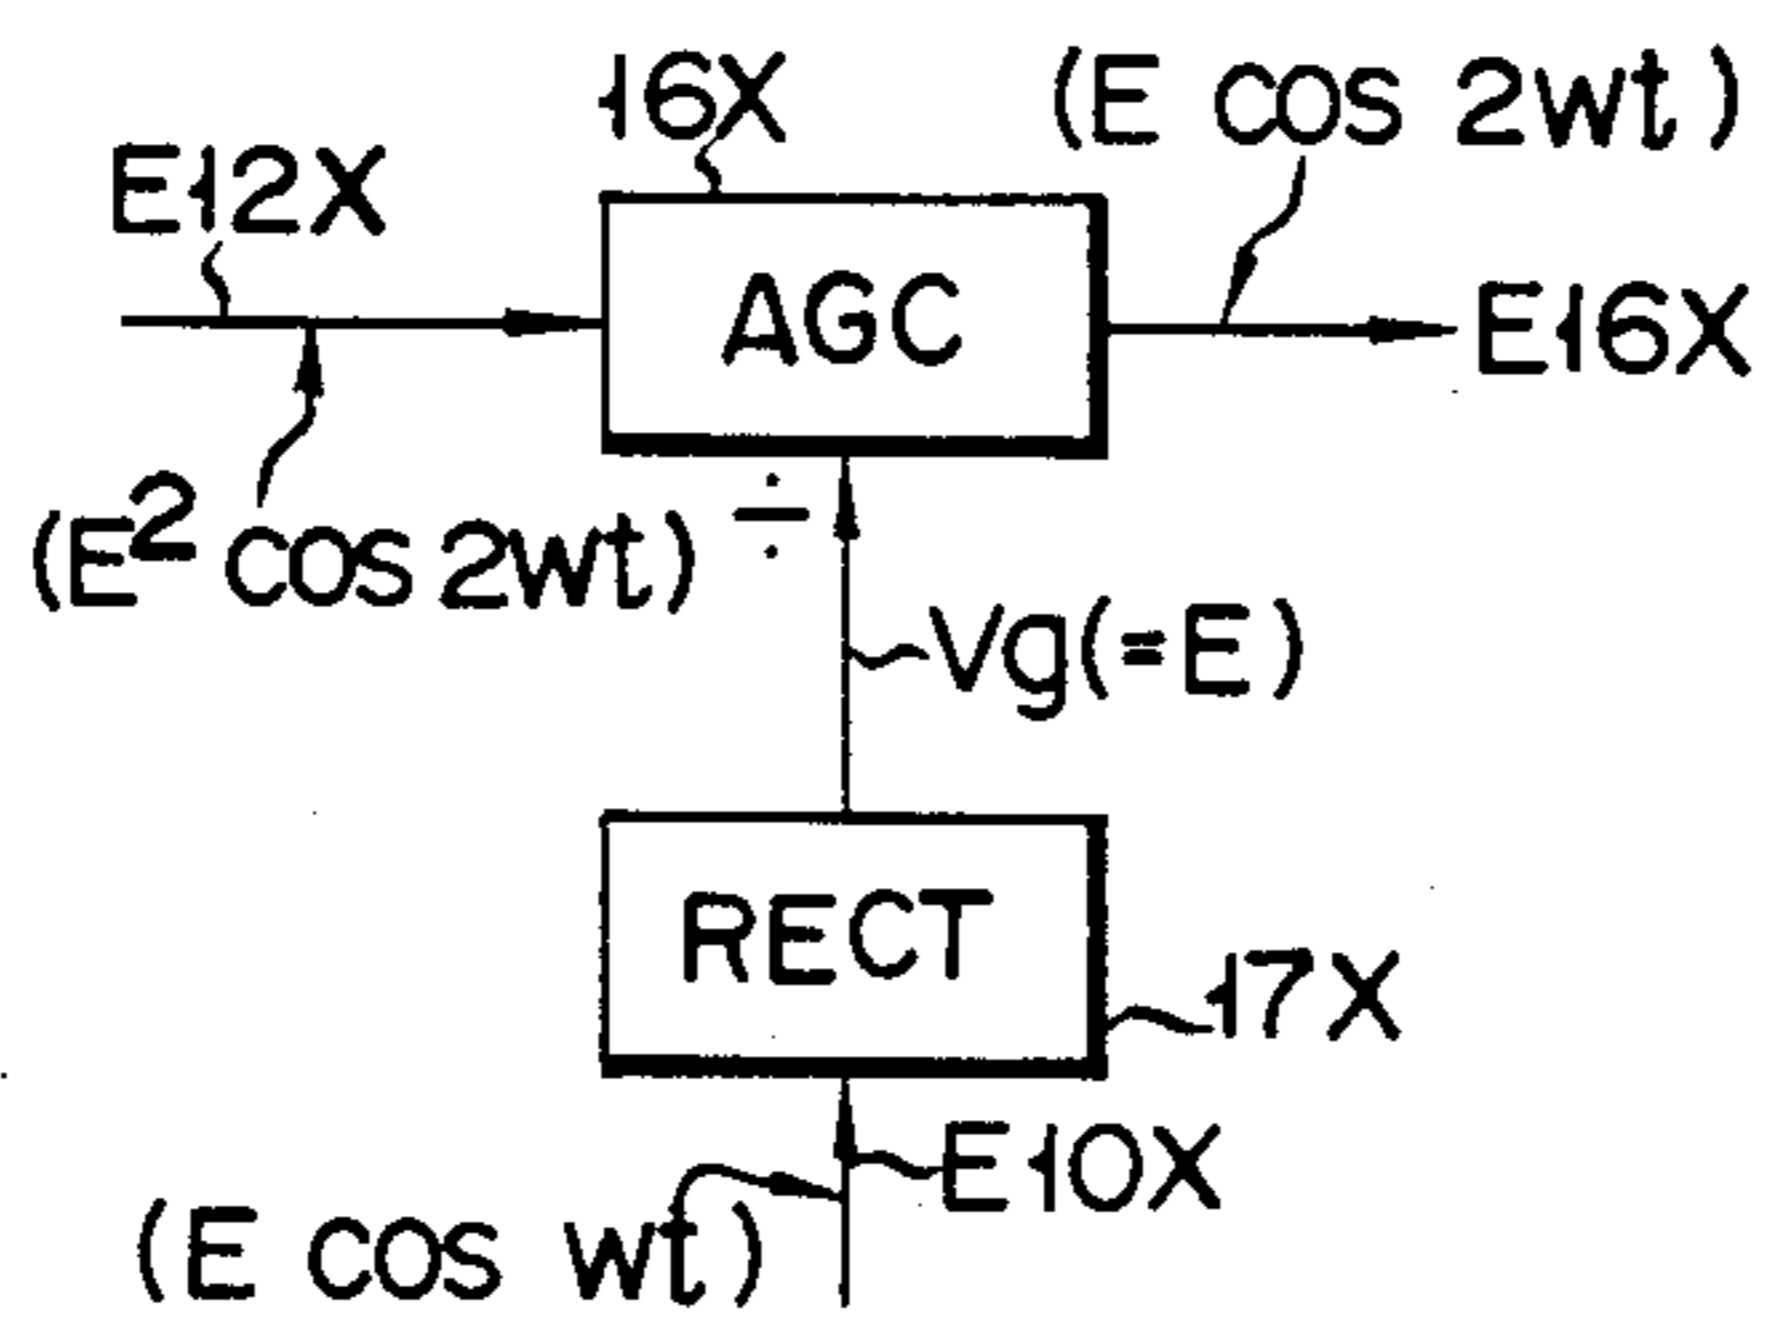 16X
(E COS 2Wt)
E12X
AGC
E16X
(E² COS 2Wt)
÷
Vg(=E)
RECT
17X
E10X
(E COS Wt)